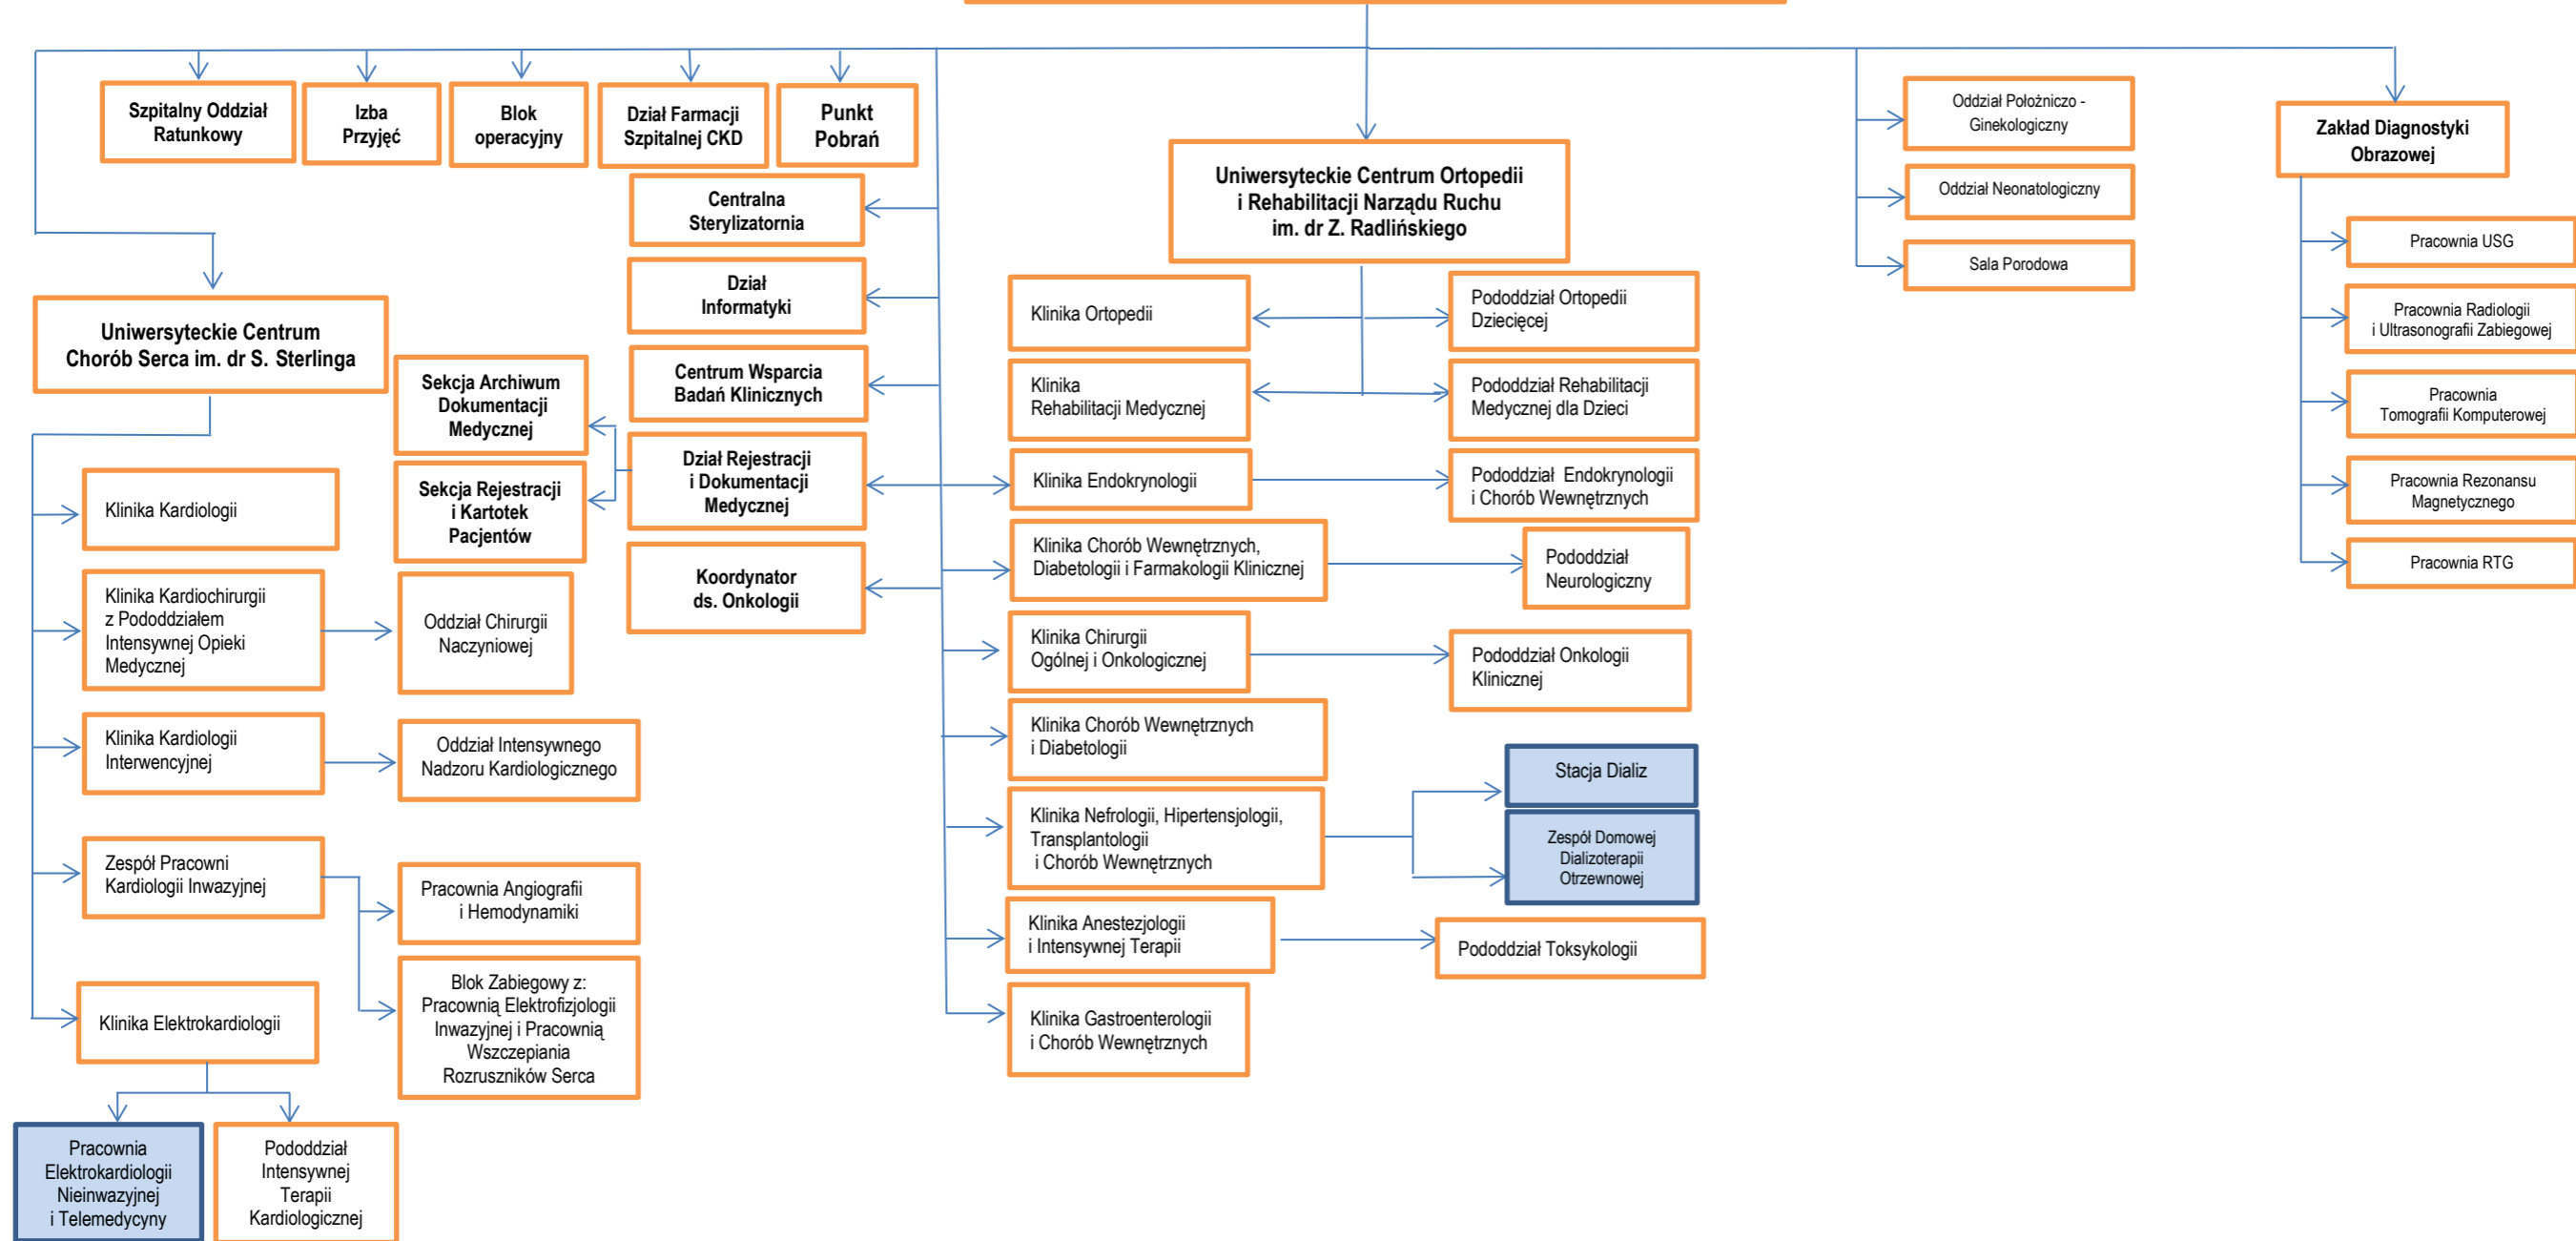 Szpitalny Oddział
Ratunkowy
Izba
Przyjęć
Blok
operacyjny
Dział Farmacji
Szpitalnej CKD
Punkt
Pobrań
Centralna
Sterylizatornia
Dział
Informatyki
Centrum Wsparcia
Badań Klinicznych
Dział Rejestracji
i Dokumentacji
Medycznej
Koordynator
ds. Onkologii
Sekcja Archiwum
Dokumentacji
Medycznej
Sekcja Rejestracji
i Kartotek
Pacjentów
Uniwersyteckie Centrum
Chorób Serca im. dr S. Sterlinga
Klinika Kardiologii
Klinika Kardiochirurgii
z Pododdziałem
Intensywnej Opieki
Medycznej
Oddział Chirurgii
Naczyniowej
Klinika Kardiologii
Interwencyjnej
Oddział Intensywnego
Nadzoru Kardiologicznego
Zespół Pracowni
Kardiologii Inwazyjnej
Pracownia Angiografii
i Hemodynamiki
Blok Zabiegowy z:
Pracownią Elektrofizjologii
Inwazyjnej i Pracownią
Wszczepiania
Rozruszników Serca
Klinika Elektrokardiologii
Pracownia
Elektrokardiologii
Nieinwazyjnej
i Telemedycyny
Pododdział
Intensywnej
Terapii
Kardiologicznej
Uniwersyteckie Centrum Ortopedii
i Rehabilitacji Narządu Ruchu
im. dr Z. Radlińskiego
Klinika Ortopedii
Pododdział Ortopedii
Dziecięcej
Klinika
Rehabilitacji Medycznej
Pododdział Rehabilitacji
Medycznej dla Dzieci
Klinika Endokrynologii
Pododdział Endokrynologii
i Chorób Wewnętrznych
Klinika Chorób Wewnętrznych,
Diabetologii i Farmakologii Klinicznej
Pododdział
Neurologiczny
Klinika Chirurgii
Ogólnej i Onkologicznej
Pododdział Onkologii
Klinicznej
Klinika Chorób Wewnętrznych
i Diabetologii
Klinika Nefrologii, Hipertensjologii,
Transplantologii
i Chorób Wewnętrznych
Stacja Dializ
Zespół Domowej
Dializoterapii
Otrzewnowej
Klinika Anestezjologii
i Intensywnej Terapii
Pododdział Toksykologii
Klinika Gastroenterologii
i Chorób Wewnętrznych
Oddział Położniczo -
Ginekologiczny
Oddział Neonatologiczny
Sala Porodowa
Zakład Diagnostyki
Obrazowej
Pracownia USG
Pracownia Radiologii
i Ultrasonografii Zabiegowej
Pracownia
Tomografii Komputerowej
Pracownia Rezonansu
Magnetycznego
Pracownia RTG